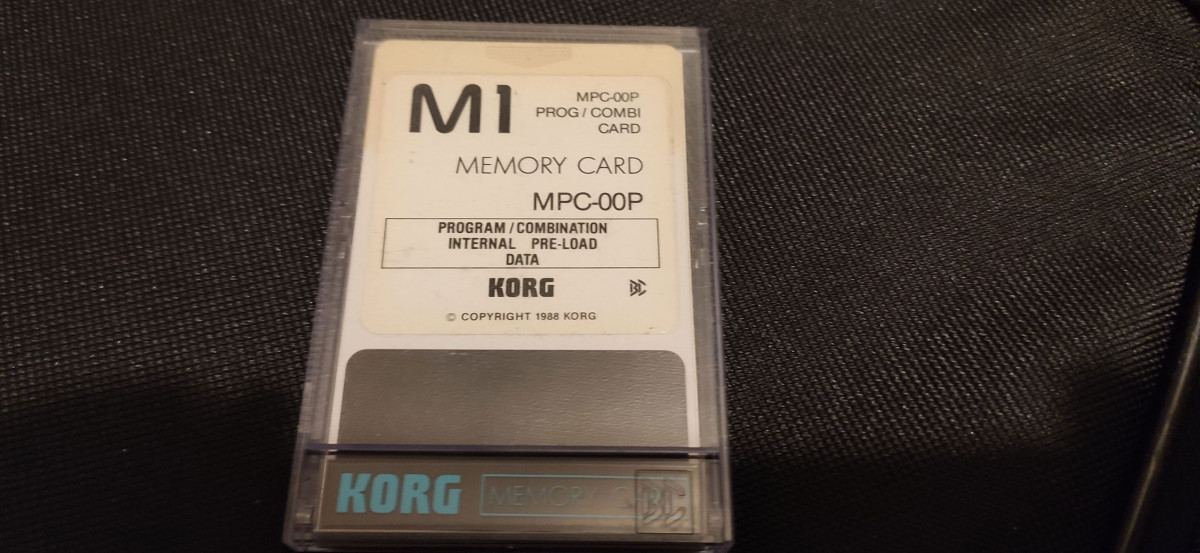 M1
MPC-00P
PROG / COMBI
CARD
MEMORY CARD
MPC-00P
PROGRAM / COMBINATION
INTERNAL PRE-LOAD
DATA
KORG
© COPYRIGHT 1988 KORG
KORG MEMORY